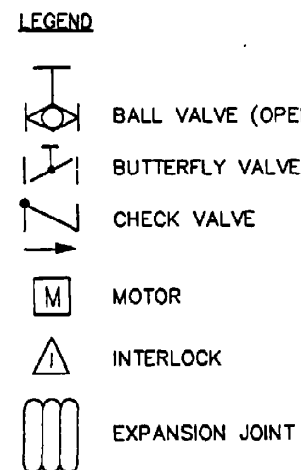 LEGEND
BALL VALVE (OPE
BUTTERFLY VALVE
CHECK VALVE
M MOTOR
I INTERLOCK
EXPANSION JOINT